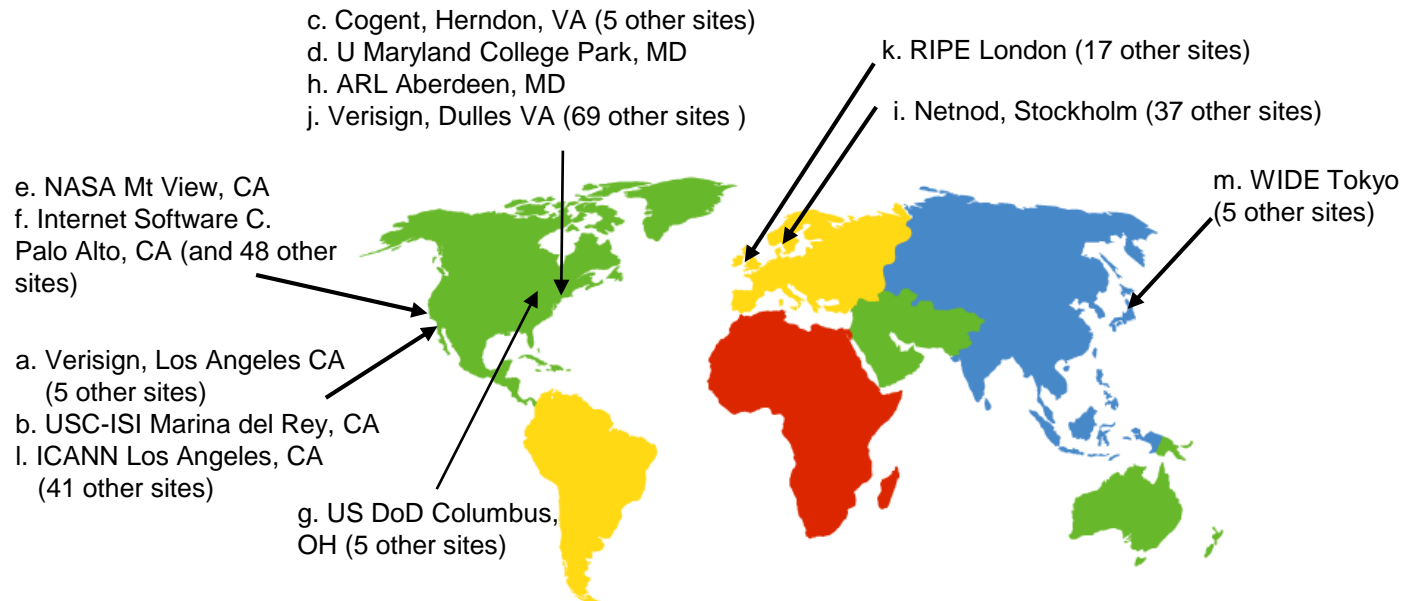 c. Cogent, Herndon, VA (5 other sites)
d. U Maryland College Park, MD
h. ARL Aberdeen, MD
j. Verisign, Dulles VA (69 other sites )
k. RIPE London (17 other sites)
i. Netnod, Stockholm (37 other sites)
m. WIDE Tokyo
(5 other sites)
e. NASA Mt View, CA
f. Internet Software C.
Palo Alto, CA (and 48 other
sites)
a. Verisign, Los Angeles CA
(5 other sites)
b. USC-ISI Marina del Rey, CA
l. ICANN Los Angeles, CA
(41 other sites)
g. US DoD Columbus,
OH (5 other sites)